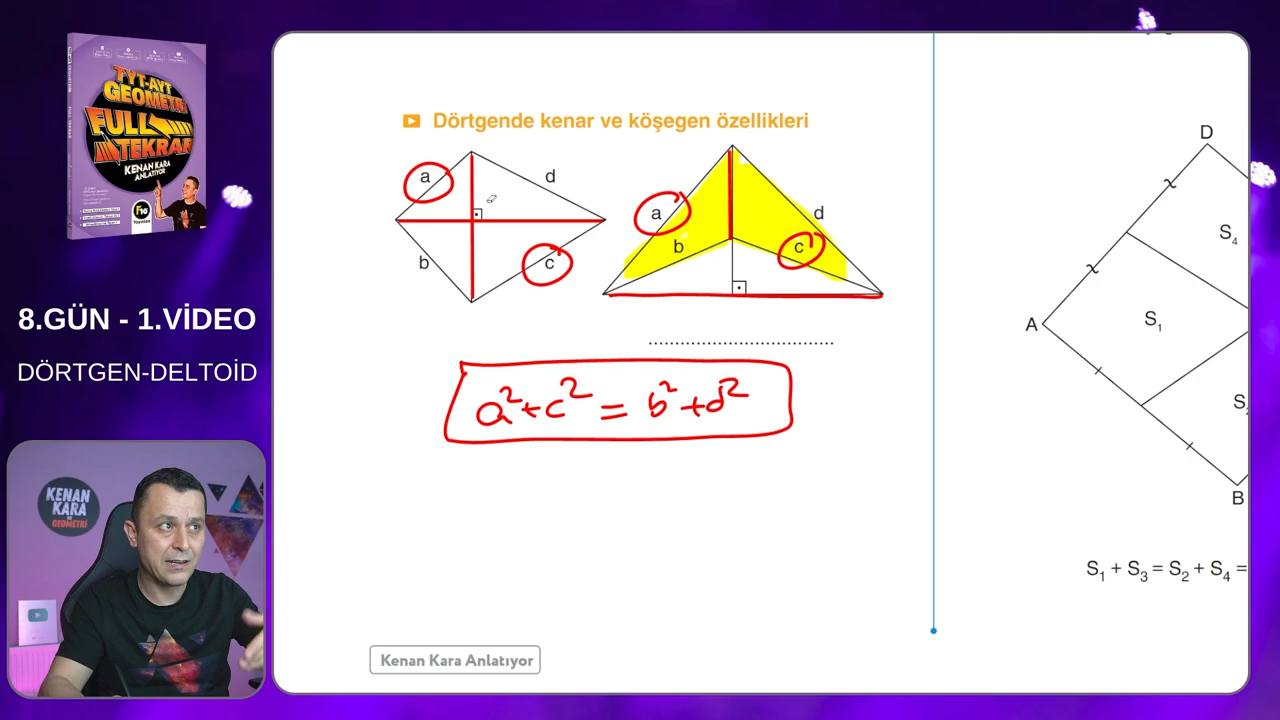 TYT-AYT
GEOMETRİ
FULL
TEKRAR
KENAN KARA
ANLATIYOR
8.GÜN - 1.VİDEO
DÖRTGEN-DELTOİD
KENAN
KARA
GEOMETRİ
Dörtgende kenar ve köşegen özellikleri
a
d
b
c
a
d
b
c
..................................
a²+c² = b²+d²
Kenan Kara Anlatıyor
D
S₄
A
S₁
S₂
B
S₁ + S₃ = S₂ + S₄ =